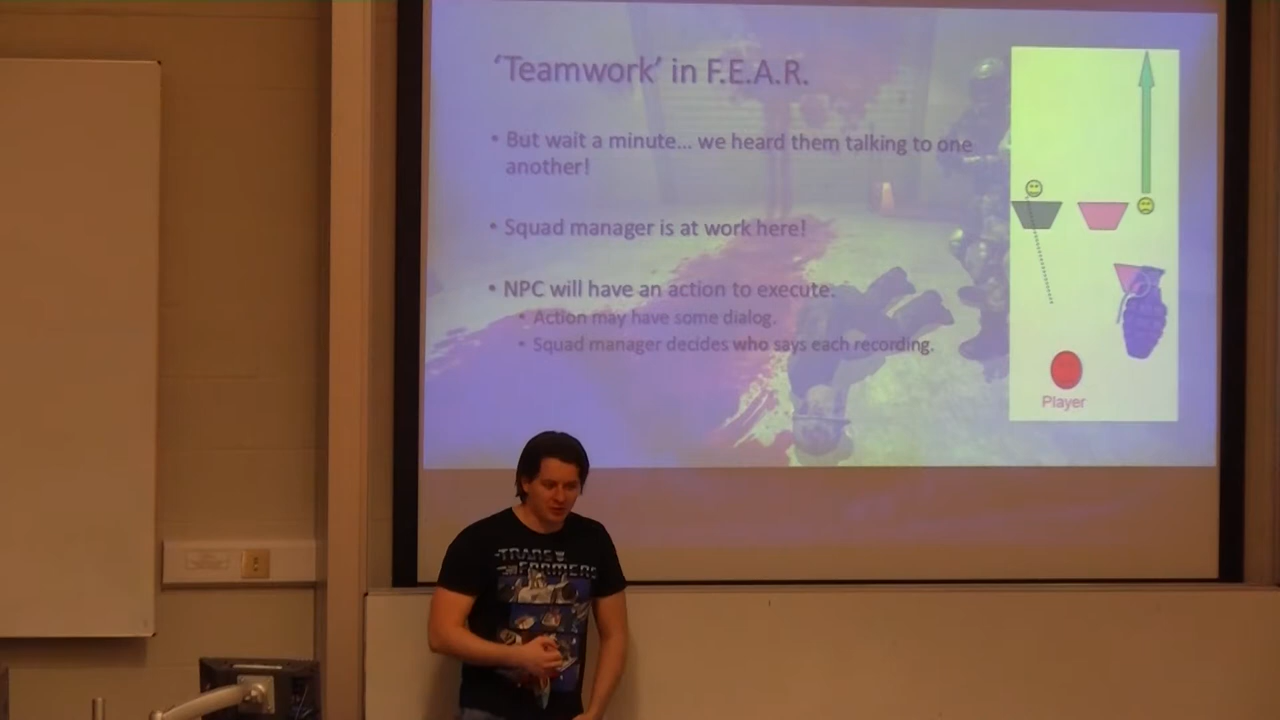 ‘Teamwork’ in F.E.A.R.
• But wait a minute... we heard them talking to one
another!
• Squad manager is at work here!
• NPC will have an action to execute.
• Action may have some dialog.
• Squad manager decides who says each recording.
Player
TRANS
FORMERS